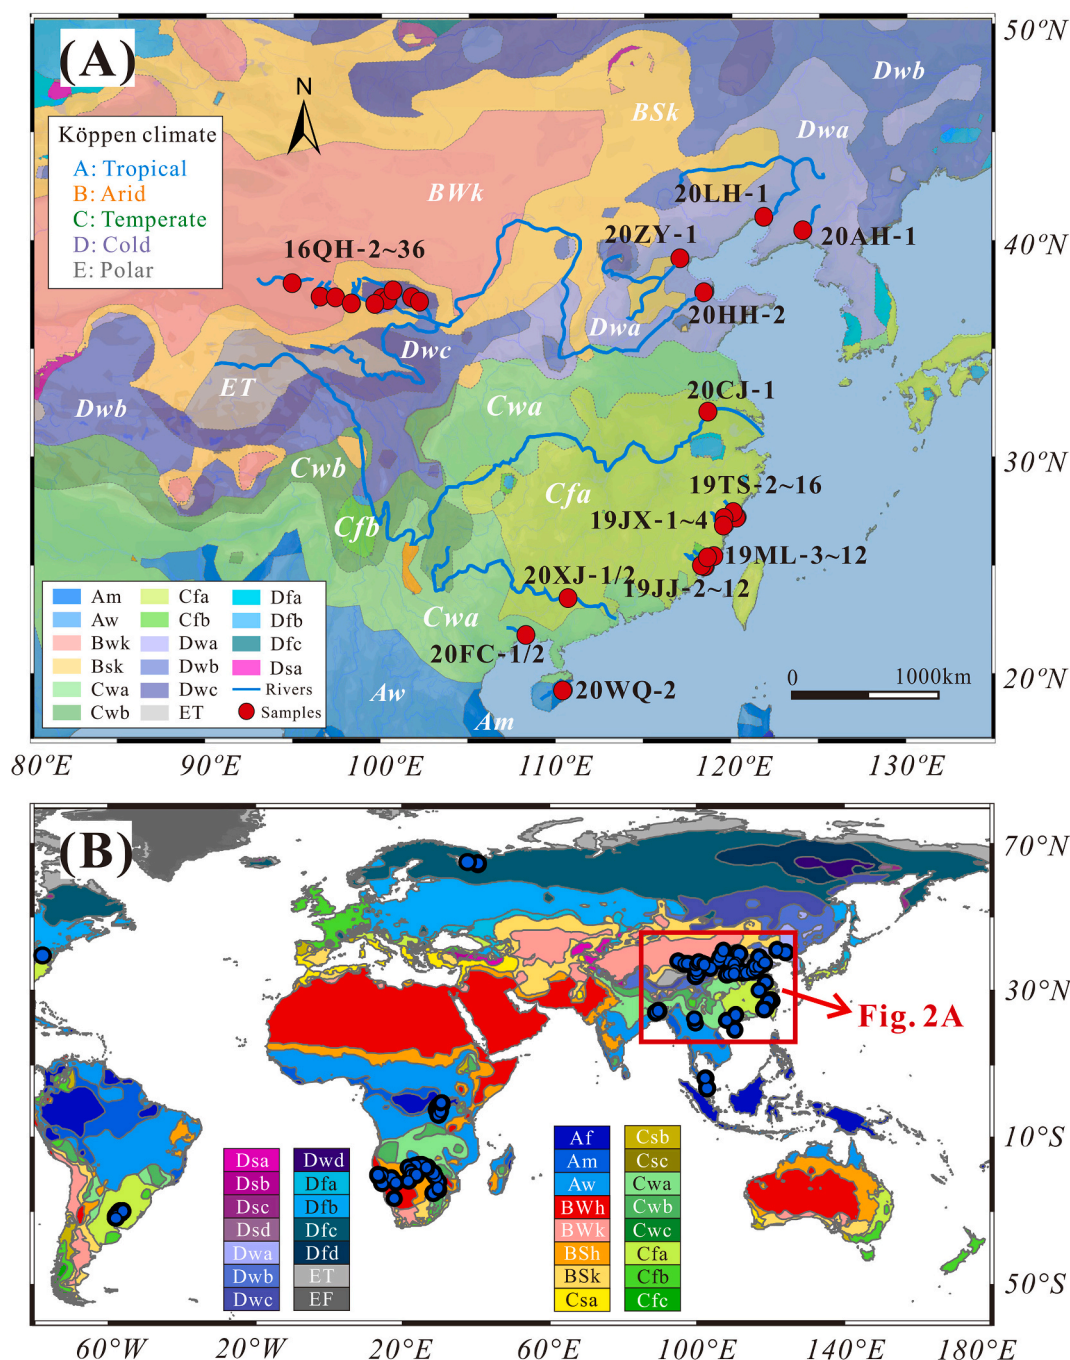 (A)
N
Köppen climate
A: Tropical
B: Arid
C: Temperate
D: Cold
E: Polar
BSk
Dwb
Dwa
BWk
50°N
20LH-1
20ZY-1
20AH-1
40°N
16QH-2~36
20HH-2
Dwa
Dwc
ET
Dwb
20CJ-1
Cwa
Cwb
30°N
Cfa
19TS-2~16
Cfb
19JX-1~4
19ML-3~12
20XJ-1/2
19JJ-2~12
Cwa
20FC-1/2
20WQ-2
20°N
Aw
Am
0 1000km
Am Cfa Dfa
Aw Cfb Dfb
Bwk Dwa Dfc
Bsk Dwb Dsa
Cwa Dwc Rivers
Cwb ET Samples
80°E 90°E 100°E 110°E 120°E 130°E
(B)
70°N
30°N
Fig. 2A
10°S
50°S
Dsa Dwd
Dsb Dfa
Dsc Dfb
Dsd Dfc
Dwa Dfd
Dwb ET
Dwc EF
Af Csb
Am Csc
Aw Cwa
BWh Cwb
BWk Cwc
BSh Cfa
BSk Cfb
Csa Cfc
60°W 20°W 20°E 60°E 100°E 140°E 180°E